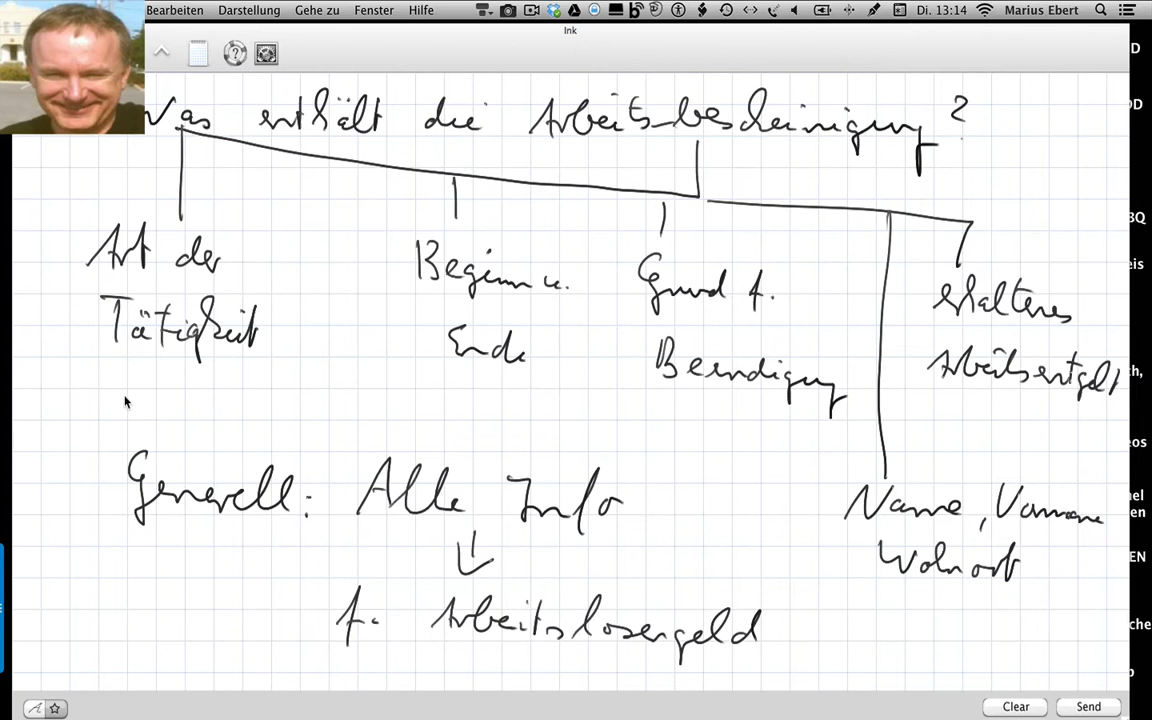 Bearbeiten Darstellung Gehe zu Fenster Hilfe Di. 13:14 Marius Ebert
Ink
Was enthält die Arbeitsbescheinigung?
Art der
Tätigkeit
Beginn u.
Ende
Grund f.
Beendigung
erhaltenes
Arbeitsentgelt
Name, Vorname
Wohnort
Generell: Alle Info
f. Arbeitslosengeld
Clear Send